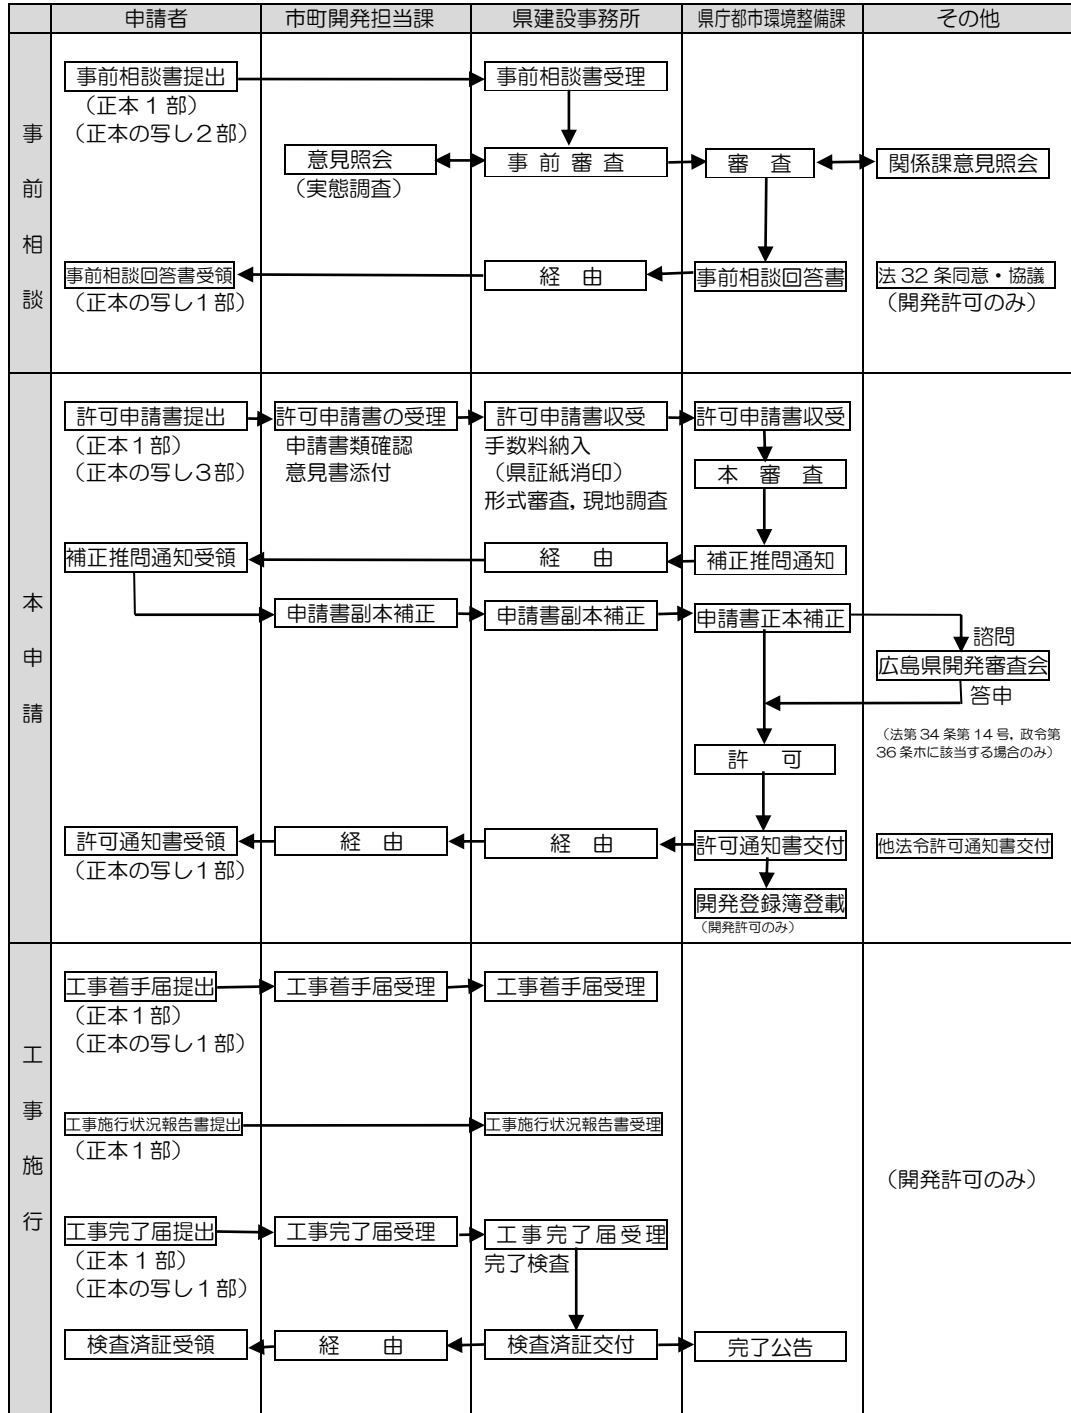 申請者 市町開発担当課 県建設事務所 県庁都市環境整備課 その他
事前相談
事前相談書提出 事前相談書受理
（正本１部）
（正本の写し２部）
意見照会 事前審査 審査 関係課意見照会
（実態調査）
事前相談回答書受領 経由 事前相談回答書 法32条同意・協議
（正本の写し１部） （開発許可のみ）
本申請
許可申請書提出 許可申請書の受理 許可申請書収受 許可申請書収受
（正本１部） 申請書類確認 手数料納入
（正本の写し３部） 意見書添付 （県証紙消印） 本審査
形式審査，現地調査
補正推問通知受領 経由 補正推問通知
申請書副本補正 申請書副本補正 申請書正本補正
諮問
広島県開発審査会
答申
（法第34条第14号，政令第
36条ホに該当する場合のみ）
許可
許可通知書受領 経由 経由 許可通知書交付 他法令許可通知書交付
（正本の写し１部）
開発登録簿登載
（開発許可のみ）
工事施行
工事着手届提出 工事着手届受理 工事着手届受理
（正本１部）
（正本の写し１部）
工事施行状況報告書提出 工事施行状況報告書受理
（正本１部）
（開発許可のみ）
工事完了届提出 工事完了届受理 工事完了届受理
（正本１部） 完了検査
（正本の写し１部）
検査済証受領 経由 検査済証交付 完了公告